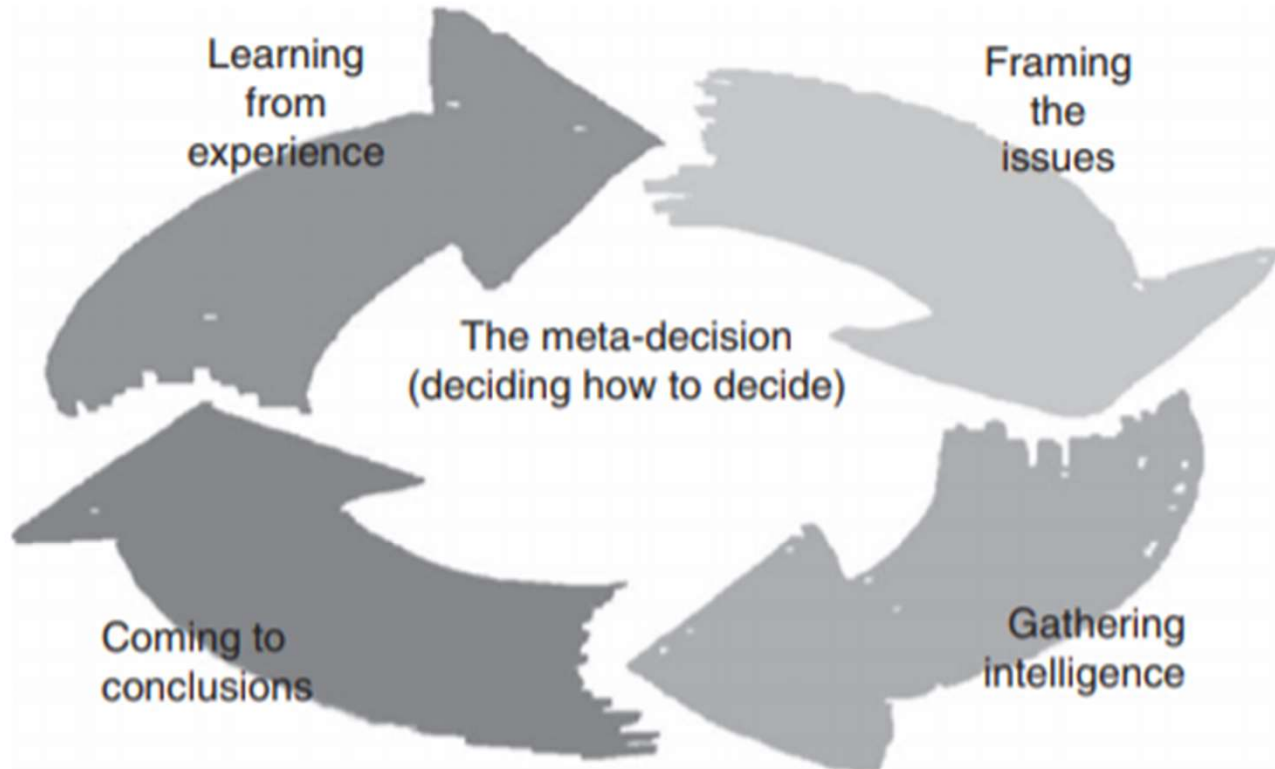 Learning
from
experience
Framing
the
issues
The meta-decision
(deciding how to decide)
Coming to
conclusions
Gathering
intelligence